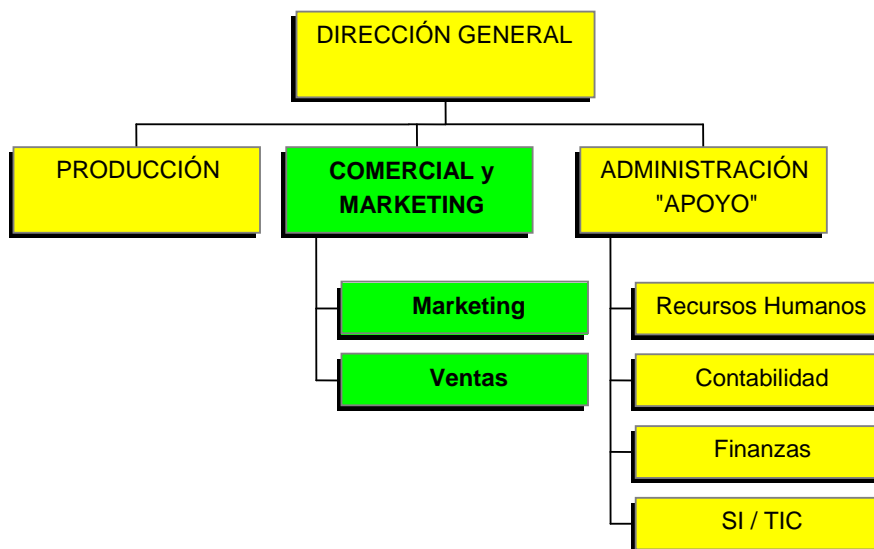 DIRECCIÓN GENERAL
PRODUCCIÓN
COMERCIAL y
MARKETING
ADMINISTRACIÓN
"APOYO"
Marketing
Ventas
Recursos Humanos
Contabilidad
Finanzas
SI / TIC